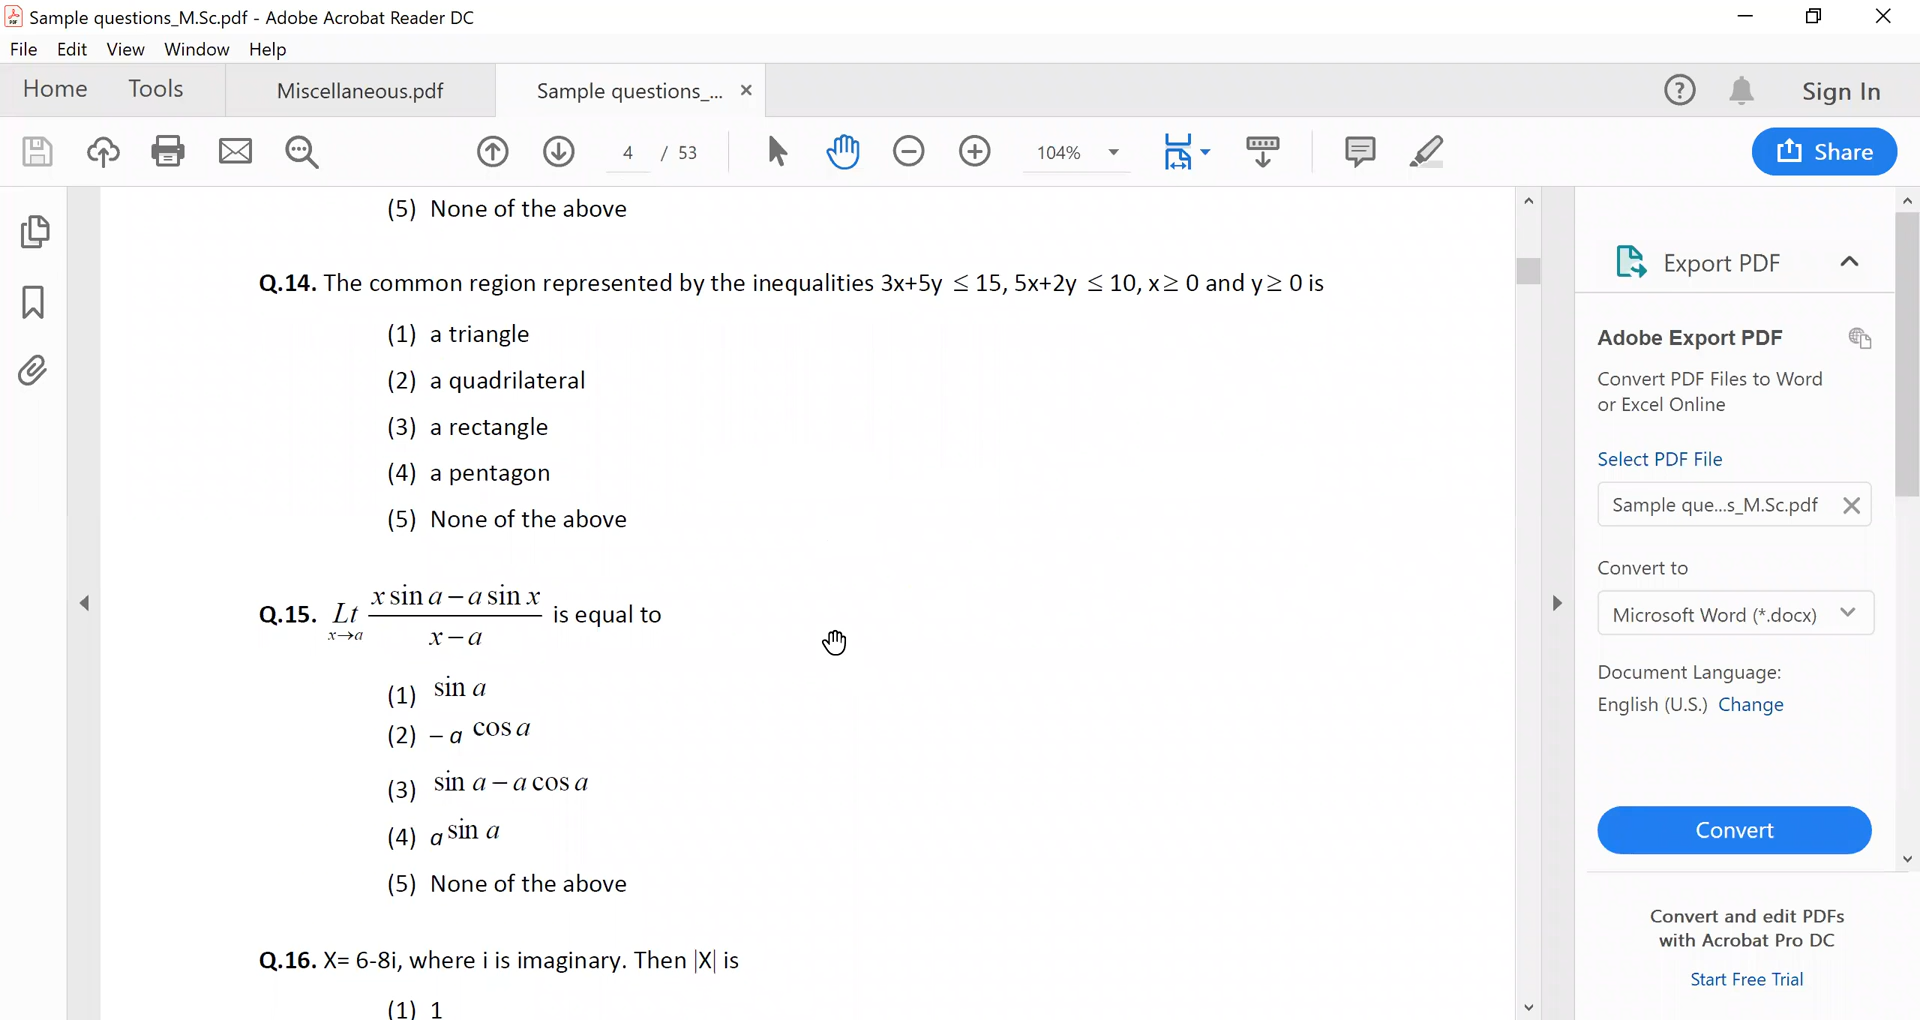 Sample questions_M.Sc.pdf - Adobe Acrobat Reader DC
File Edit View Window Help
Home Tools Miscellaneous.pdf Sample questions_... × Sign In
4 / 53 104% Share
(5) None of the above
Q.14. The common region represented by the inequalities 3x+5y ≤ 15, 5x+2y ≤ 10, x≥ 0 and y≥ 0 is
(1) a triangle
(2) a quadrilateral
(3) a rectangle
(4) a pentagon
(5) None of the above
Q.15. Lt x→a (x sin a – a sin x) / (x – a) is equal to
(1) sin a
(2) – a cos a
(3) sin a – a cos a
(4) a sin a
(5) None of the above
Q.16. X= 6-8i, where i is imaginary. Then |X| is
(1) 1
Export PDF
Adobe Export PDF
Convert PDF Files to Word
or Excel Online
Select PDF File
Sample que...s_M.Sc.pdf
Convert to
Microsoft Word (*.docx)
Document Language:
English (U.S.) Change
Convert
Convert and edit PDFs
with Acrobat Pro DC
Start Free Trial